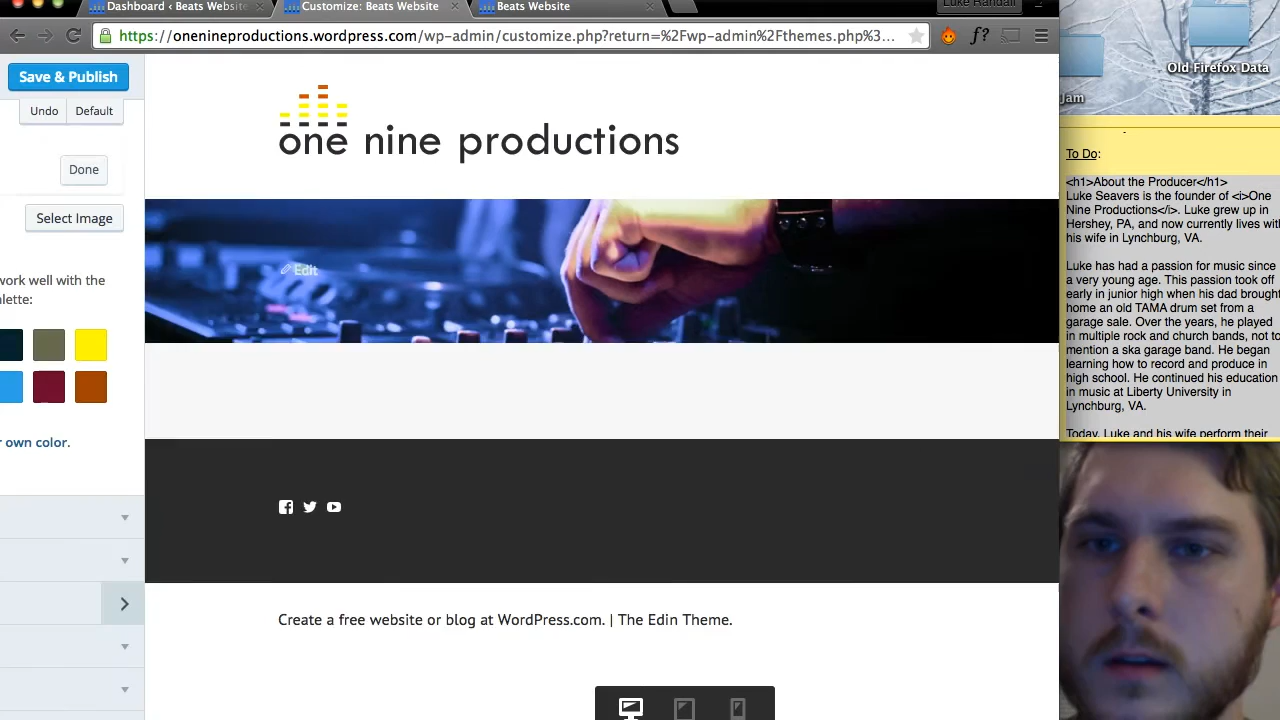 Dashboard ‹ Beats Website
Customize: Beats Website
Beats Website
Luke Randall
https://onenineproductions.wordpress.com/wp-admin/customize.php?return=%2Fwp-admin%2Fthemes.php%3...
f?
Save & Publish
Undo
Default
Done
Select Image
work well with the
lette:
r own color.
one nine productions
Edit
Create a free website or blog at WordPress.com. | The Edin Theme.
Old Firefox Data
Jam
To Do:
<h1>About the Producer</h1>
Luke Seavers is the founder of <i>One
Nine Productions</i>. Luke grew up in
Hershey, PA, and now currently lives with
his wife in Lynchburg, VA.
Luke has had a passion for music since
a very young age. This passion took off
early in junior high when his dad brought
home an old TAMA drum set from a
garage sale. Over the years, he played
in multiple rock and church bands, not to
mention a ska garage band. He began
learning how to record and produce in
high school. He continued his education
in music at Liberty University in
Lynchburg, VA.
Today, Luke and his wife perform their